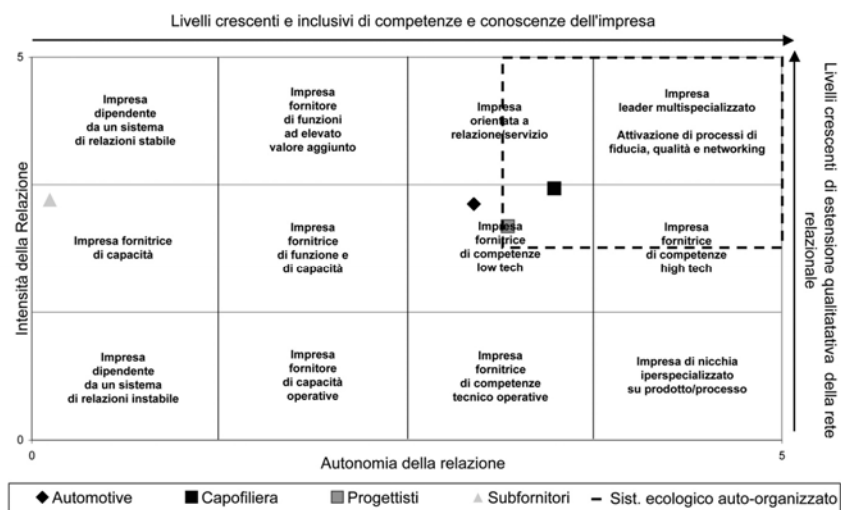 Livelli crescenti e inclusivi di competenze e conoscenze dell'impresa
5
Impresa
dipendente
da un sistema
di relazioni stabile
Impresa
fornitore
di funzioni
ad elevato
valore aggiunto
Impresa
orientata a
relazione/servizio
Impresa
leader multispecializzato
Attivazione di processi di
fiducia, qualità e networking
Impresa fornitrice
di capacità
Impresa
fornitrice
di funzione e
di capacità
Impresa
fornitrice
di competenze
low tech
Impresa
fornitrice
di competenze
high tech
Impresa
dipendente
da un sistema
di relazioni instabile
Impresa
fornitore
di capacità
operative
Impresa
fornitrice
di competenze
tecnico operative
Impresa di nicchia
iperspecializzato
su prodotto/processo
Intensità della Relazione
Livelli crescenti di estensione qualitatativa della rete
relazionale
0
0
5
Autonomia della relazione
Automotive
Capofiliera
Progettisti
Subfornitori
Sist. ecologico auto-organizzato